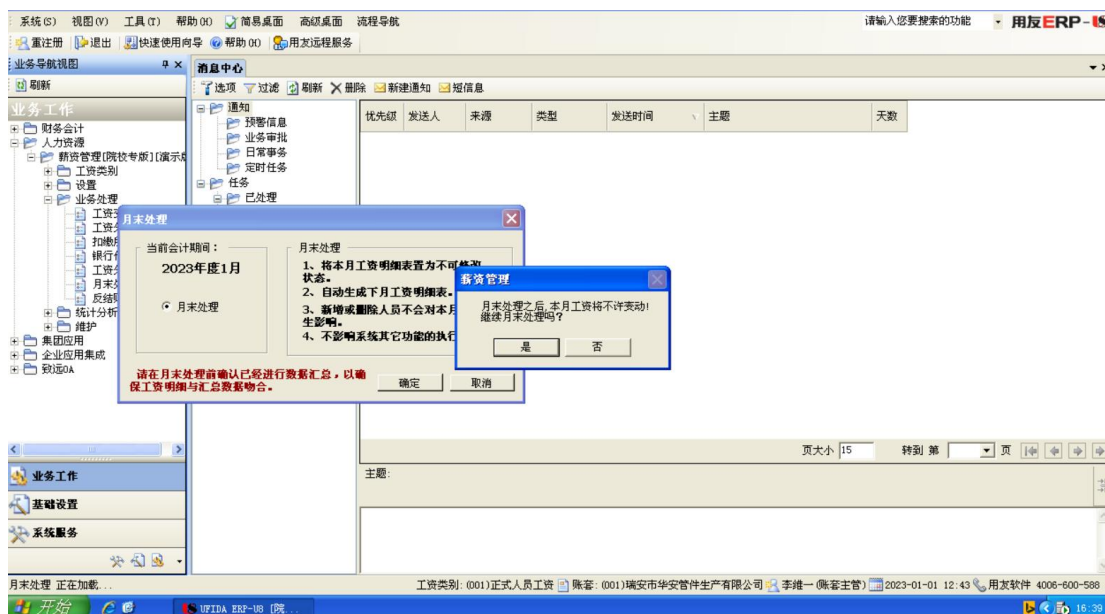 系统(S) 视图(V) 工具(T) 帮助(H) 简易桌面 高级桌面 流程导航 请输入您要搜索的功能 用友ERP-
重注册 退出 快速使用向导 帮助(H) 用友远程服务
业务导航视图
刷新
业务工作
财务会计
人力资源
薪资管理[院校专版][演示
工资类别
设置
业务处理
工资
工资
扣缴
银行
工资
月末
反结
统计分析
维护
集团应用
企业应用集成
致远OA
业务工作
基础设置
系统服务
消息中心
选项 过滤 刷新 删除 新建通知 短信息
通知
预警信息
业务审批
日常事务
定时任务
任务
已处理
优先级 发送人 来源 类型 发送时间 主题 天数
月末处理
当前会计期间:
2023年度1月
月末处理
月末处理
1、将本月工资明细表置为不可修改
状态。
2、自动生成下月工资明细表。
3、新增或删除人员不会对本月
生影响。
4、不影响系统其它功能的执行
请在月末处理前确认已经进行数据汇总,以确
保工资明细与汇总数据吻合。
确定 取消
薪资管理
月末处理之后,本月工资将不许变动!
继续月末处理吗?
是 否
页大小 15 转到 第 页
主题:
月末处理 正在加载... 工资类别:(001)正式人员工资 账套:(001)瑞安市华安管件生产有限公司 李维一(账套主管) 2023-01-01 12:43 用友软件 4006-600-588
开始 UFIDA ERP-U8 [院... 16:39